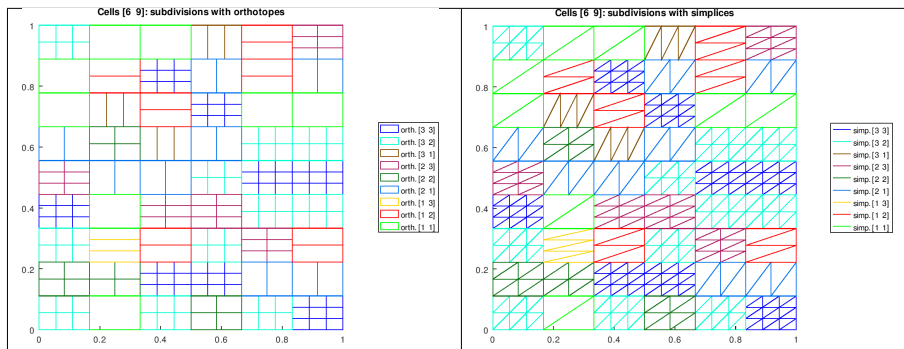 Cells [6 9]: subdivisions with orthotopes
1
0.8
0.6
0.4
0.2
0
0
0.2
0.4
0.6
0.8
1
orth. [3 3]
orth. [3 2]
orth. [3 1]
orth. [2 3]
orth. [2 2]
orth. [2 1]
orth. [1 3]
orth. [1 2]
orth. [1 1]
Cells [6 9]: subdivisions with simplices
1
0.8
0.6
0.4
0.2
0
0
0.2
0.4
0.6
0.8
1
simp. [3 3]
simp. [3 2]
simp. [3 1]
simp. [2 3]
simp. [2 2]
simp. [2 1]
simp. [1 3]
simp. [1 2]
simp. [1 1]